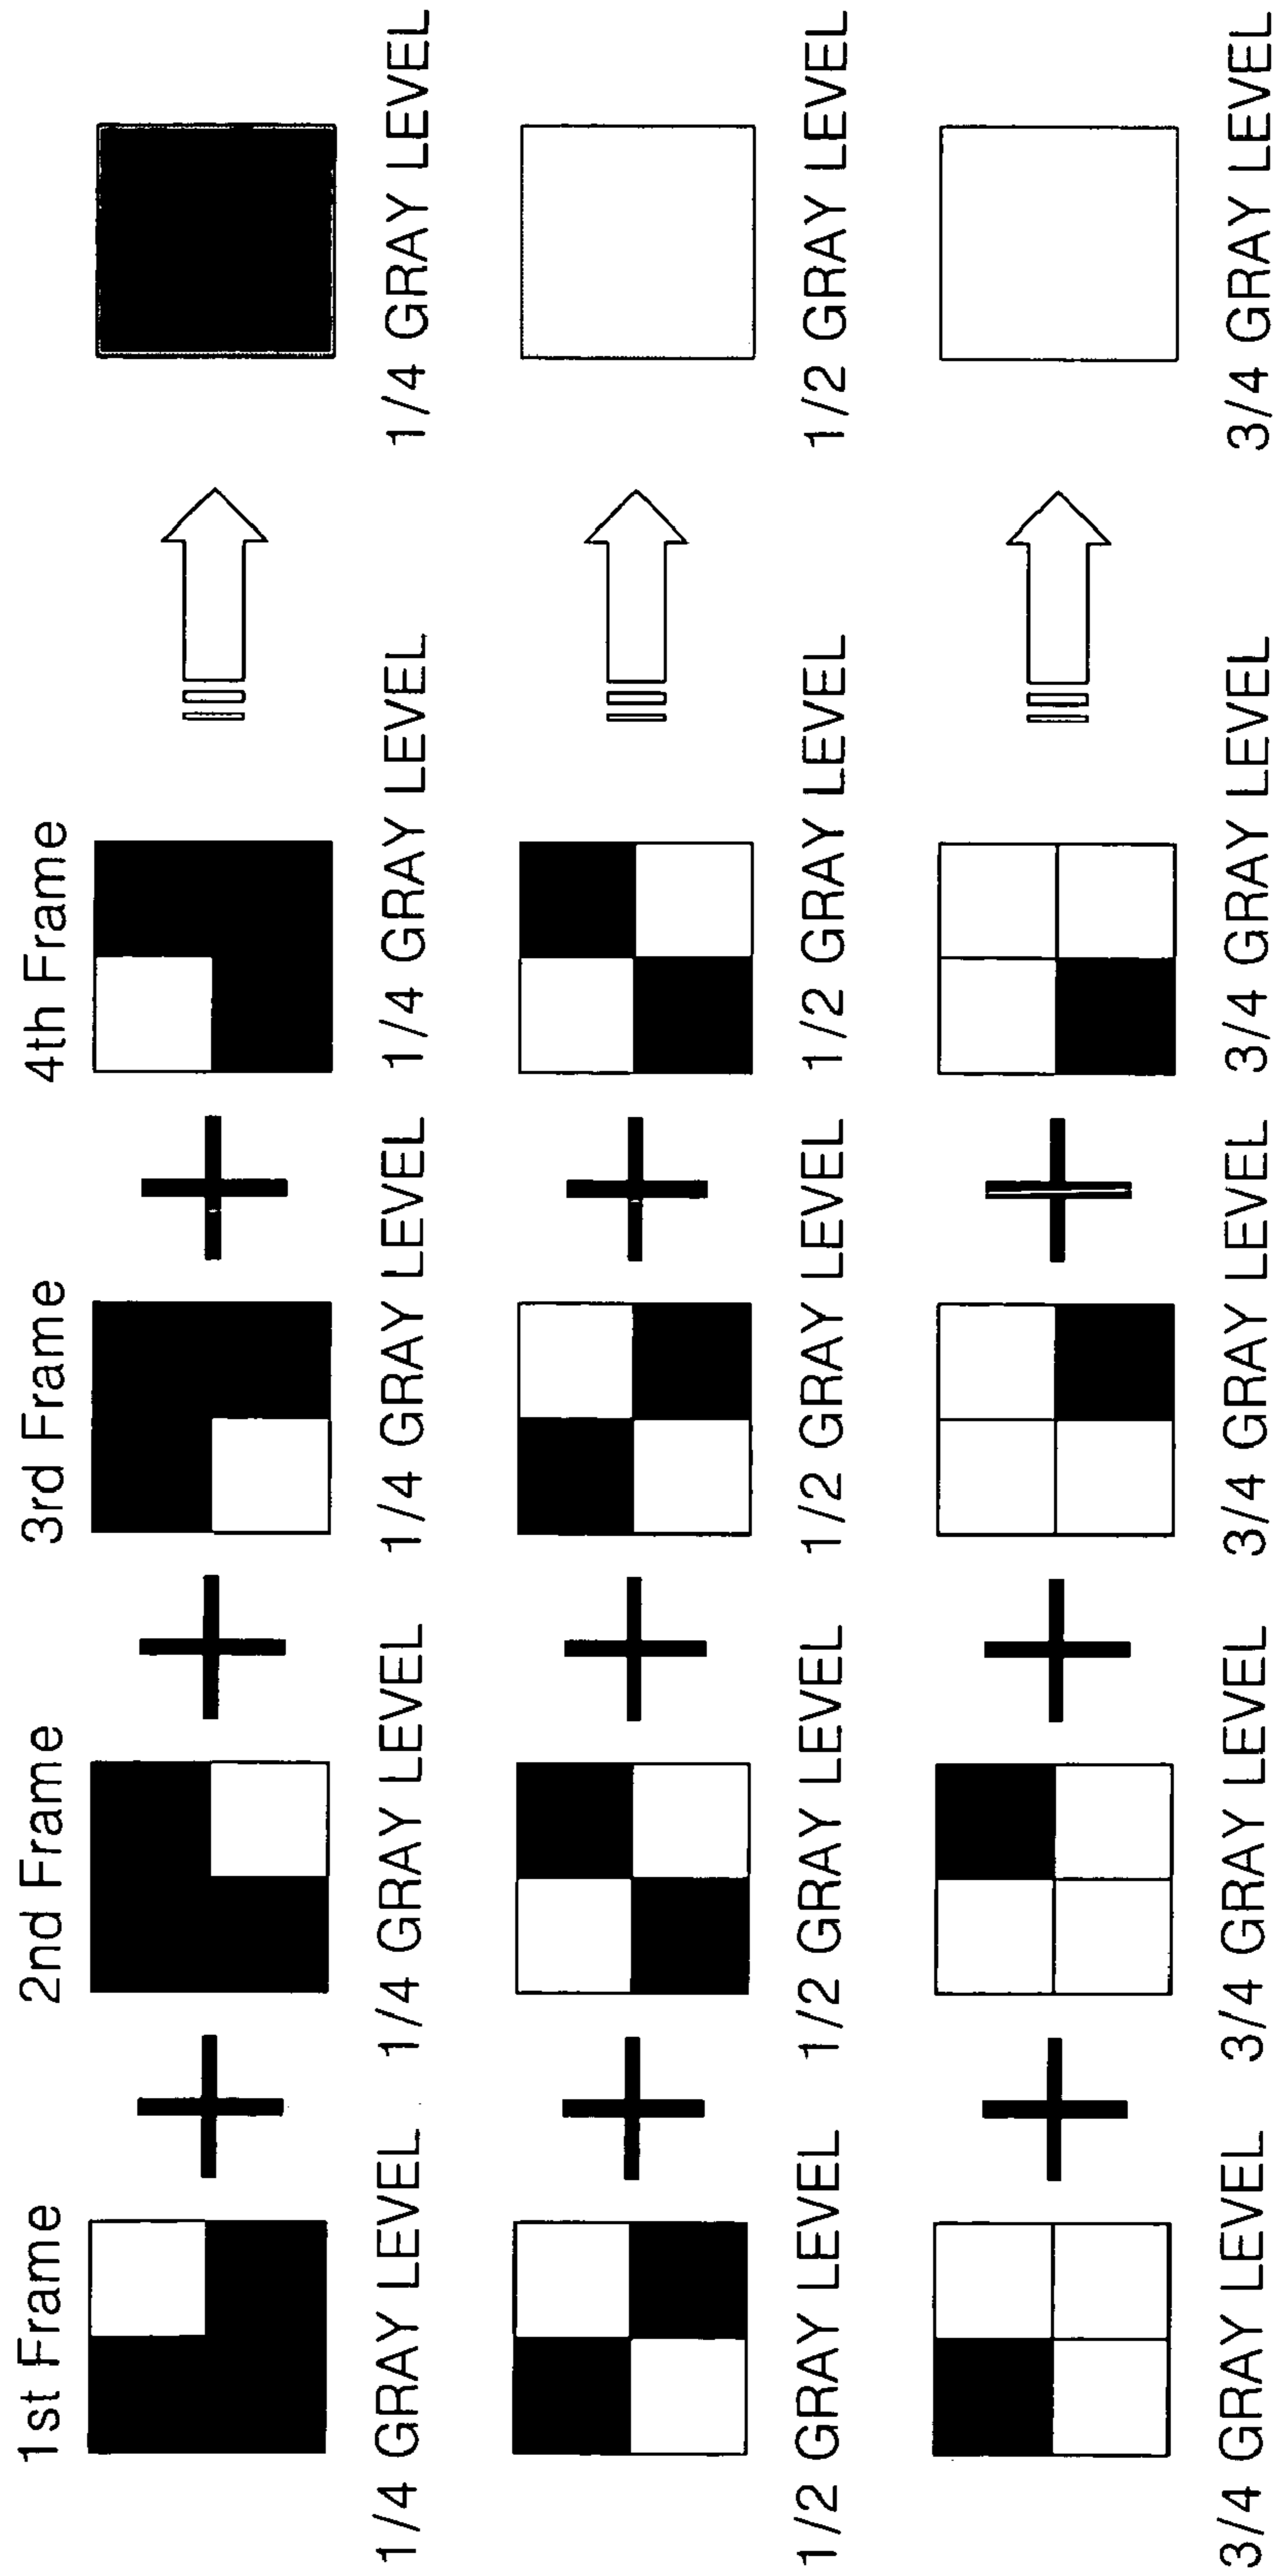 1st Frame 2nd Frame 3rd Frame 4th Frame
1/4 GRAY LEVEL 1/4 GRAY LEVEL 1/4 GRAY LEVEL 1/4 GRAY LEVEL 1/4 GRAY LEVEL
1/2 GRAY LEVEL 1/2 GRAY LEVEL 1/2 GRAY LEVEL 1/2 GRAY LEVEL 1/2 GRAY LEVEL
3/4 GRAY LEVEL 3/4 GRAY LEVEL 3/4 GRAY LEVEL 3/4 GRAY LEVEL 3/4 GRAY LEVEL